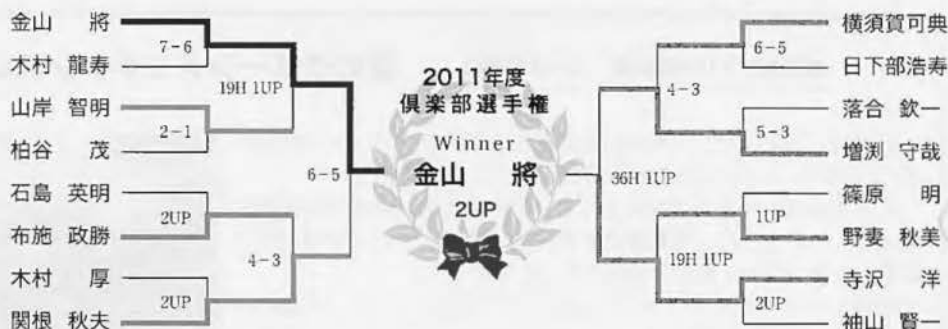 金山 將
木村 龍寿
山岸 智明
柏谷 茂
石島 英明
布施 政勝
木村 厚
関根 秋夫
7-6
2-1
2UP
2UP
19H 1UP
4-3
6-5
2011年度
倶楽部選手権
Winner
金山 將
2UP
36H 1UP
4-3
19H 1UP
6-5
5-3
1UP
2UP
横須賀可典
日下部浩寿
落合 欽一
増渕 守哉
篠原 明
野妻 秋美
寺沢 洋
袖山 賢一